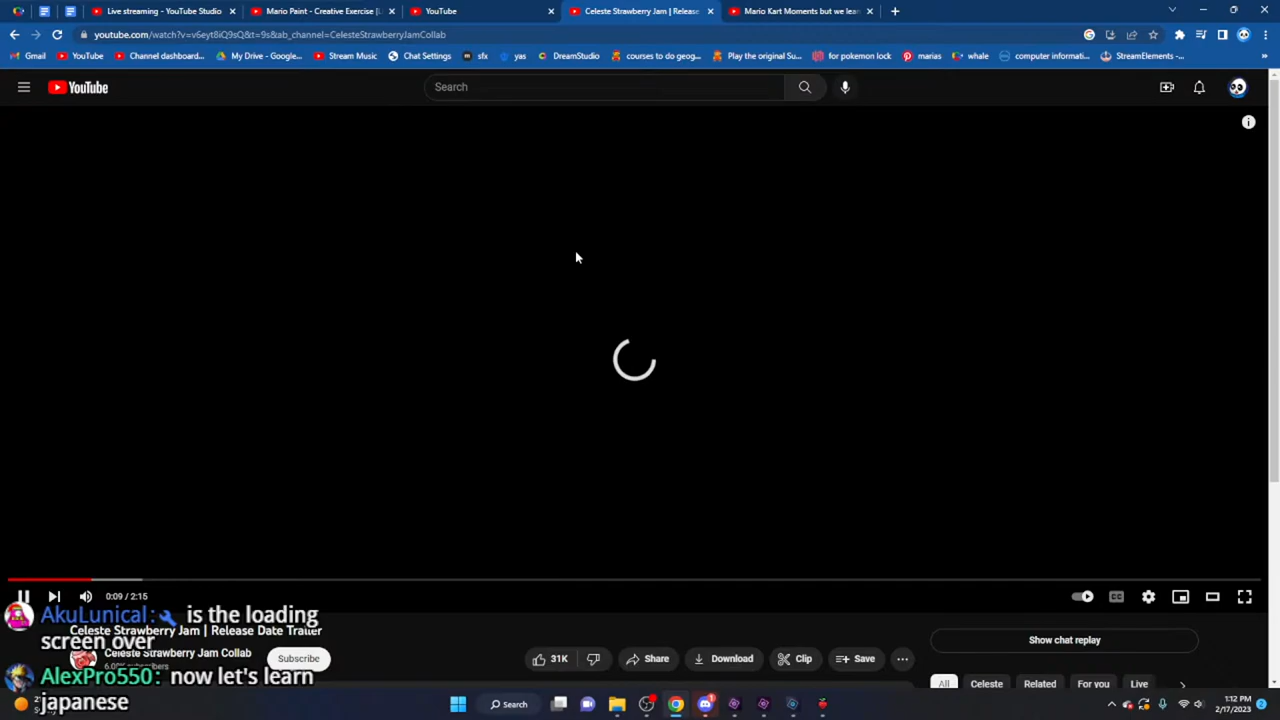 Live streaming - YouTube Studio
Mario Paint - Creative Exercise [
YouTube
Celeste Strawberry Jam | Release
Mario Kart Moments but we lear
youtube.com/watch?v=v6eyt8iQ9sQ&t=9s&ab_channel=CelesteStrawberryJamCollab
Gmail
YouTube
Channel dashboard...
My Drive - Google...
Stream Music
Chat Settings
sfx
yas
DreamStudio
courses to do geog...
Play the original Su...
for pokemon lock
marias
whale
computer informati...
StreamElements -...
YouTube
Search
0:09 / 2:15
AkuLunical: is the loading
screen over
Celeste Strawberry Jam | Release Date Trailer
Celeste Strawberry Jam Collab
subscribers
Subscribe
31K
Share
Download
Clip
Save
Show chat replay
AlexPro550: now let's learn
japanese
All
Celeste
Related
For you
Live
Search
1:12 PM
2/17/2023